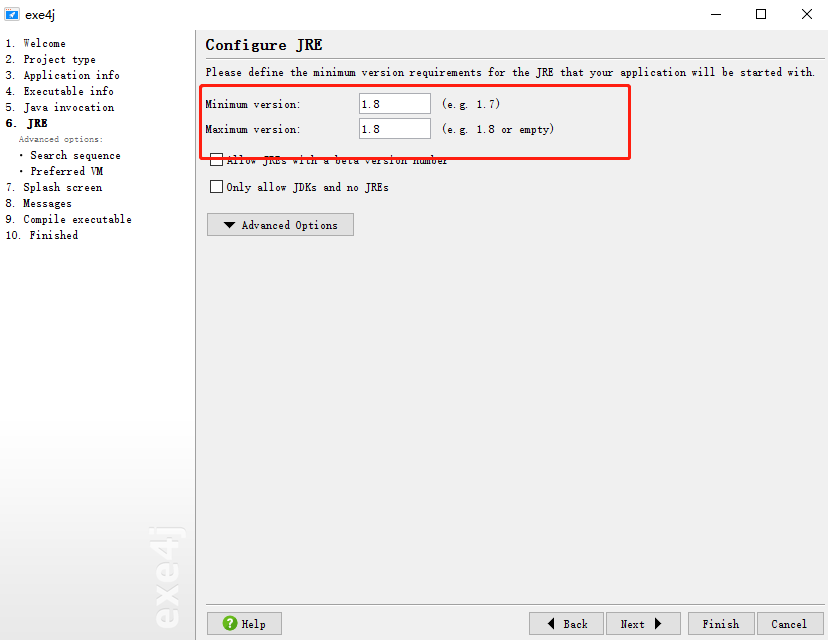 exe4j
1. Welcome
2. Project type
3. Application info
4. Executable info
5. Java invocation
6. JRE
Advanced options:
• Search sequence
• Preferred VM
7. Splash screen
8. Messages
9. Compile executable
10. Finished
exe4j
Configure JRE
Please define the minimum version requirements for the JRE that your application will be started with.
Minimum version: 1.8 (e.g. 1.7)
Maximum version: 1.8 (e.g. 1.8 or empty)
Allow JREs with a beta version number
Only allow JDKs and no JREs
Advanced Options
Help Back Next Finish Cancel